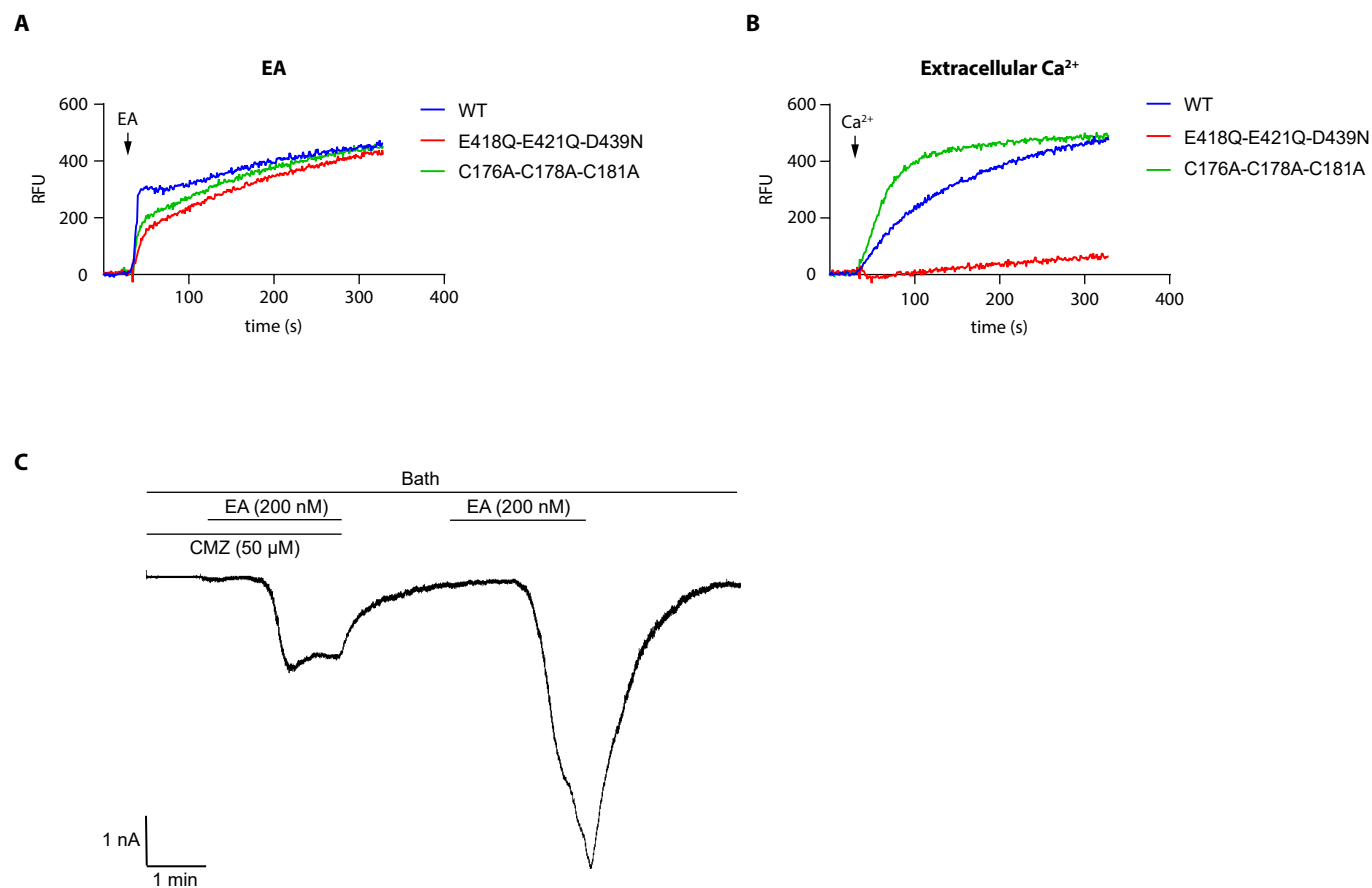 A
EA
600
400
200
0
RFU
EA
100
200
300
400
time (s)
WT
E418Q-E421Q-D439N
C176A-C178A-C181A
B
Extracellular Ca²⁺
600
400
200
0
RFU
Ca²⁺
100
200
300
400
time (s)
WT
E418Q-E421Q-D439N
C176A-C178A-C181A
C
Bath
EA (200 nM)
EA (200 nM)
CMZ (50 µM)
1 nA
1 min